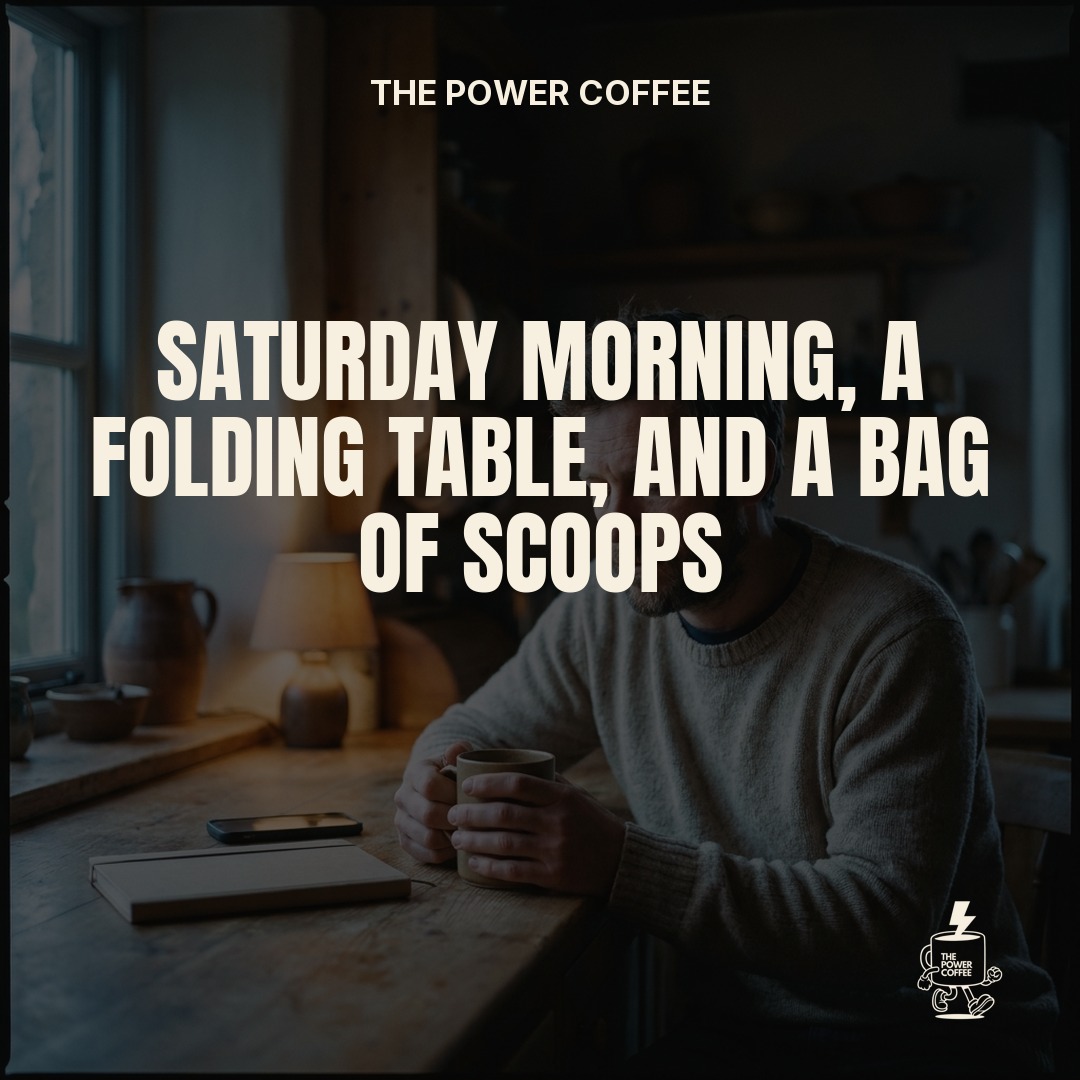 THE POWER COFFEE
SATURDAY MORNING, A
FOLDING TABLE, AND A BAG
OF SCOOPS
THE
POWER
COFFEE